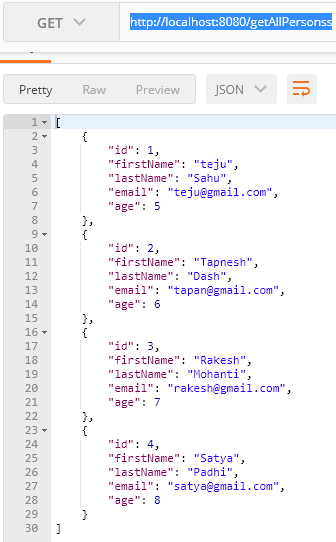 GET http://localhost:8080/getAllPersonss
Pretty Raw Preview JSON
1 [
2 {
3 "id": 1,
4 "firstName": "teju",
5 "lastName": "Sahu",
6 "email": "teju@gmail.com",
7 "age": 5
8 },
9 {
10 "id": 2,
11 "firstName": "Tapnesh",
12 "lastName": "Dash",
13 "email": "tapan@gmail.com",
14 "age": 6
15 },
16 {
17 "id": 3,
18 "firstName": "Rakesh",
19 "lastName": "Mohanti",
20 "email": "rakesh@gmail.com",
21 "age": 7
22 },
23 {
24 "id": 4,
25 "firstName": "Satya",
26 "lastName": "Padhi",
27 "email": "satya@gmail.com",
28 "age": 8
29 }
30 ]